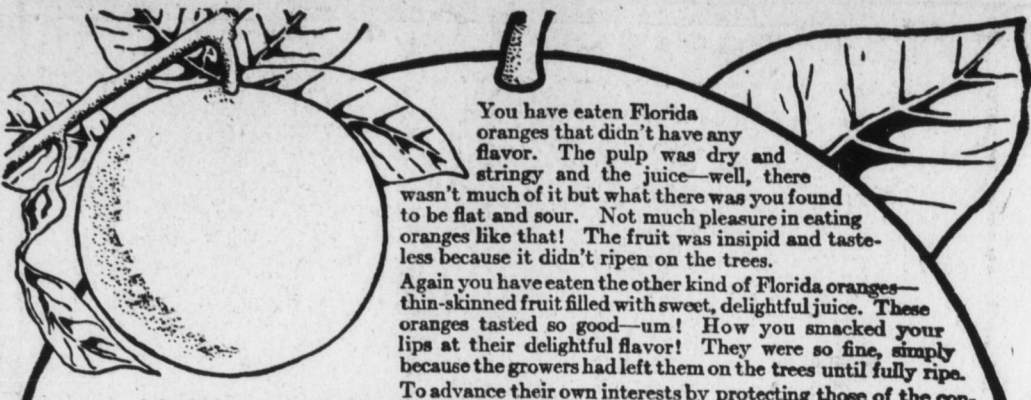 You have eaten Florida
oranges that didn't have any
flavor. The pulp was dry and
stringy and the juice—well, there
wasn't much of it but what there was you found
to be flat and sour. Not much pleasure in eating
oranges like that! The fruit was insipid and taste-
less because it didn't ripen on the trees.
Again you have eaten the other kind of Florida oranges—
thin-skinned fruit filled with sweet, delightful juice. These
oranges tasted so good—um! How you smacked your
lips at their delightful flavor! They were so fine, simply
because the growers had left them on the trees until fully ripe.
To advance their own interests by protecting those of the con-